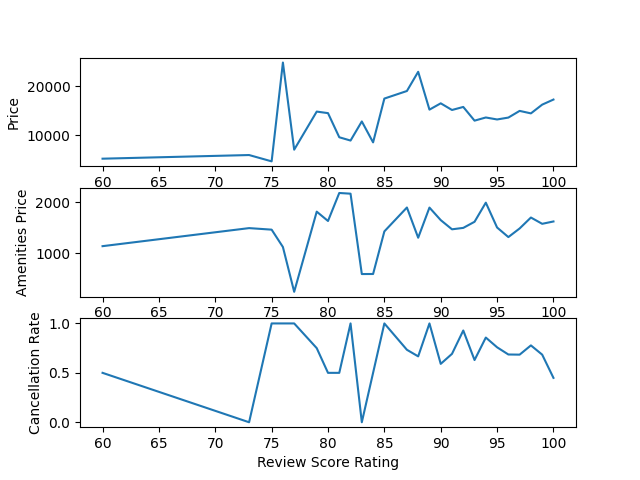 20000
10000
Price
60 65 70 75 80 85 90 95 100
2000
1000
Amenities Price
60 65 70 75 80 85 90 95 100
1.0
0.5
0.0
Cancellation Rate
60 65 70 75 80 85 90 95 100
Review Score Rating